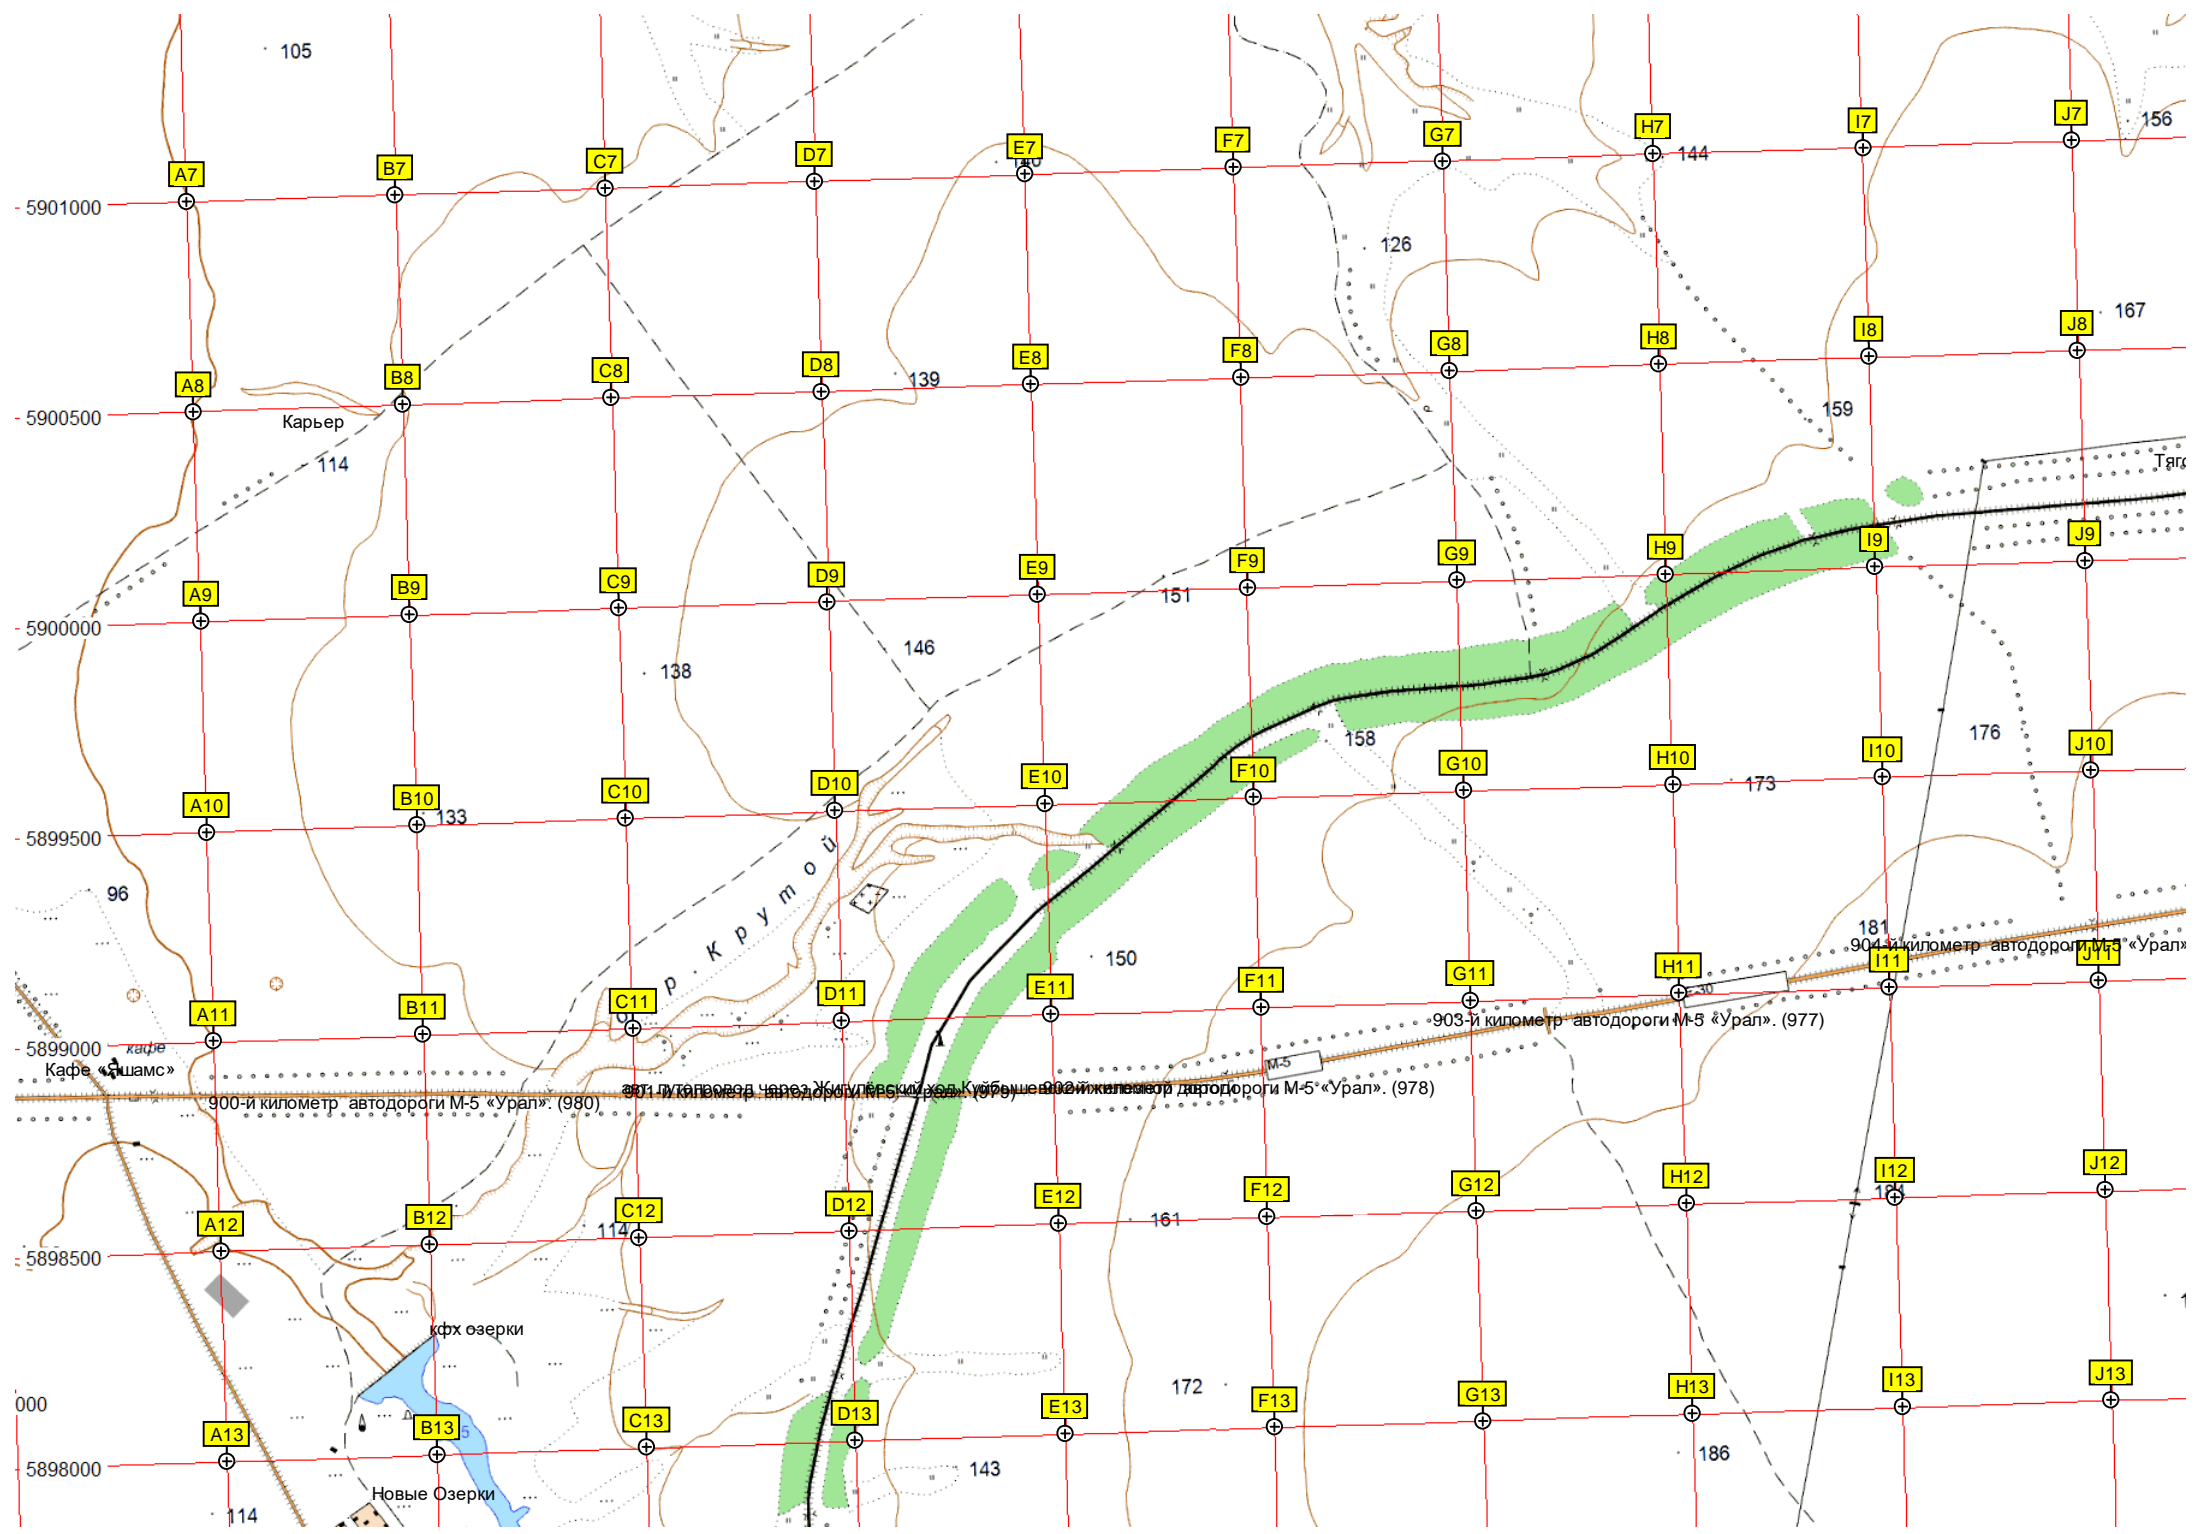 105
156
J7
I7
H7
144
G7
F7
E7
D7
C7
B7
A7
5901000
126
167
J8
I8
H8
G8
F8
E8
139
D8
C8
B8
A8
5900500
Карьер
159
114
J9
I9
H9
G9
F9
E9
151
D9
C9
B9
A9
5900000
146
138
176
158
J10
I10
H10
173
G10
F10
E10
D10
C10
B10
133
A10
5899500
96
р. Крутой
150
181
904-й километр автодороги М-5 «Урал»
J11
I11
H11
G11
F11
E11
D11
C11
B11
A11
903-й километр автодороги М-5 «Урал». (977)
5899000
кафе
Кафе «Яшамс»
М-5
900-й километр автодороги М-5 «Урал». (980)
J12
I12
H12
G12
F12
E12
161
D12
C12
114
B12
A12
5898500
кфх озерки
172
J13
I13
H13
G13
F13
E13
D13
C13
B13
A13
000
5898000
186
143
Новые Озерки
114